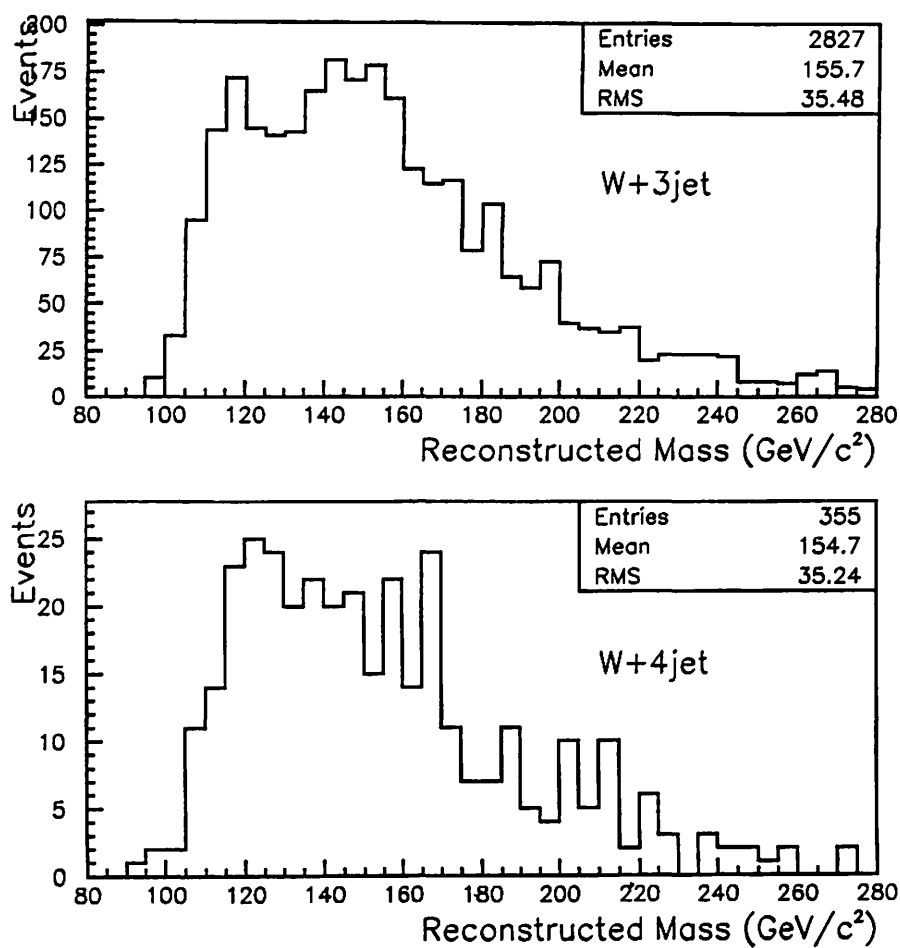 Events
200
175
150
125
100
75
50
25
0
Entries 2827
Mean 155.7
RMS 35.48
W+3jet
80 100 120 140 160 180 200 220 240 260 280
Reconstructed Mass (GeV/c²)
Events
25
20
15
10
5
0
Entries 355
Mean 154.7
RMS 35.24
W+4jet
80 100 120 140 160 180 200 220 240 260 280
Reconstructed Mass (GeV/c²)